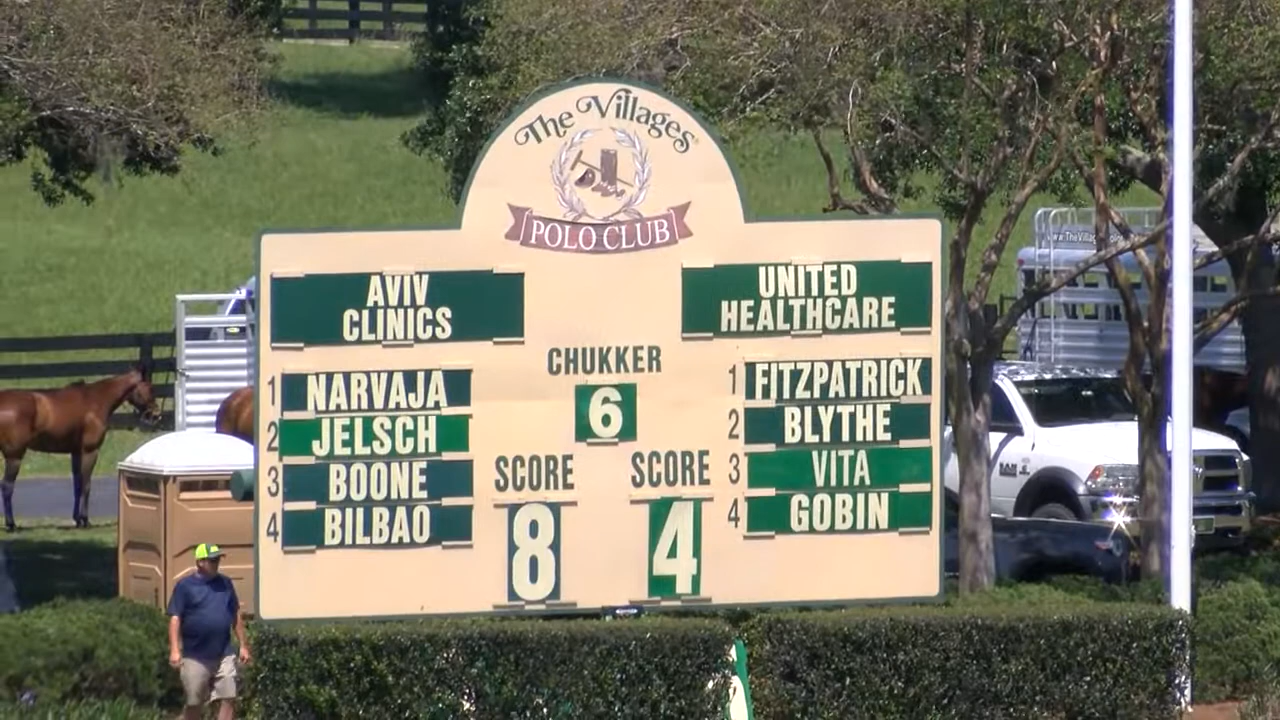 The Villages
POLO CLUB
AVIV
CLINICS
UNITED
HEALTHCARE
CHUKKER
6
1 NARVAJA
2 JELSCH
3 BOONE
4 BILBAO
1 FITZPATRICK
2 BLYTHE
3 VITA
4 GOBIN
SCORE SCORE
8 4
RAM